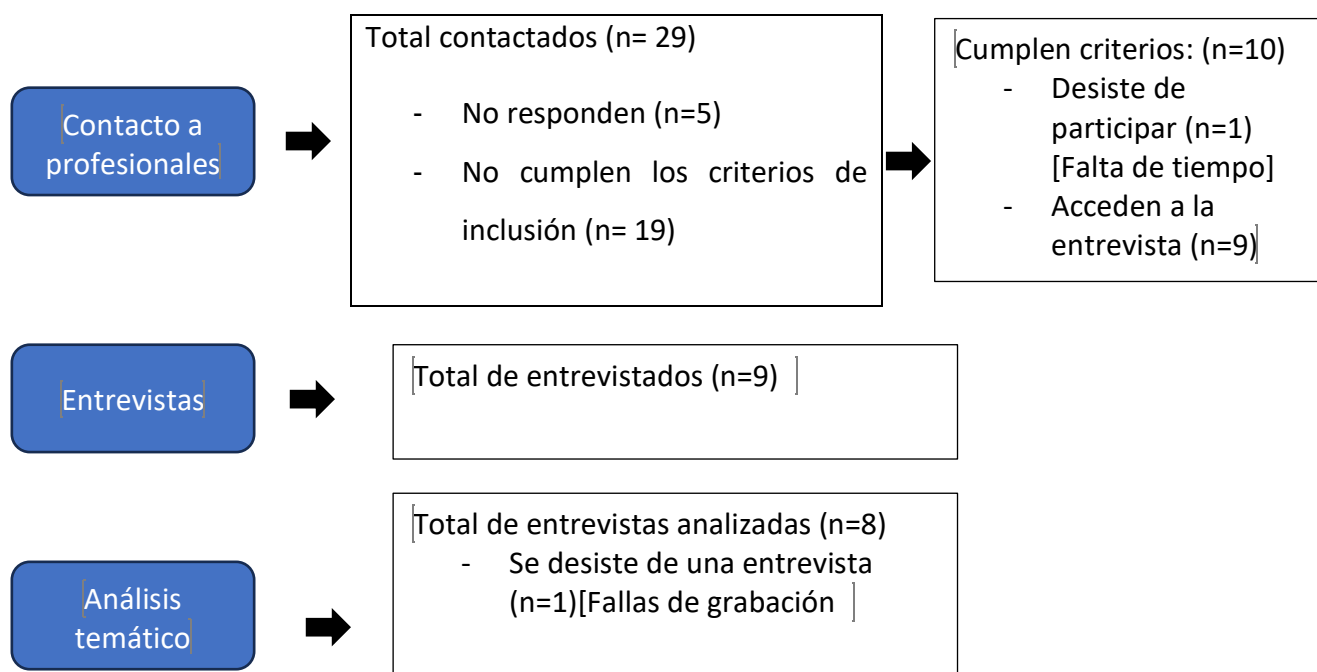 Contacto a
profesionales
Total contactados (n= 29)
- No responden (n=5)
- No cumplen los criterios de
inclusión (n= 19)
Cumplen criterios: (n=10)
- Desiste de
participar (n=1)
[Falta de tiempo]
- Acceden a la
entrevista (n=9)
Entrevistas
Total de entrevistados (n=9)
Análisis
temático
Total de entrevistas analizadas (n=8)
- Se desiste de una entrevista
(n=1)[Fallas de grabación ]